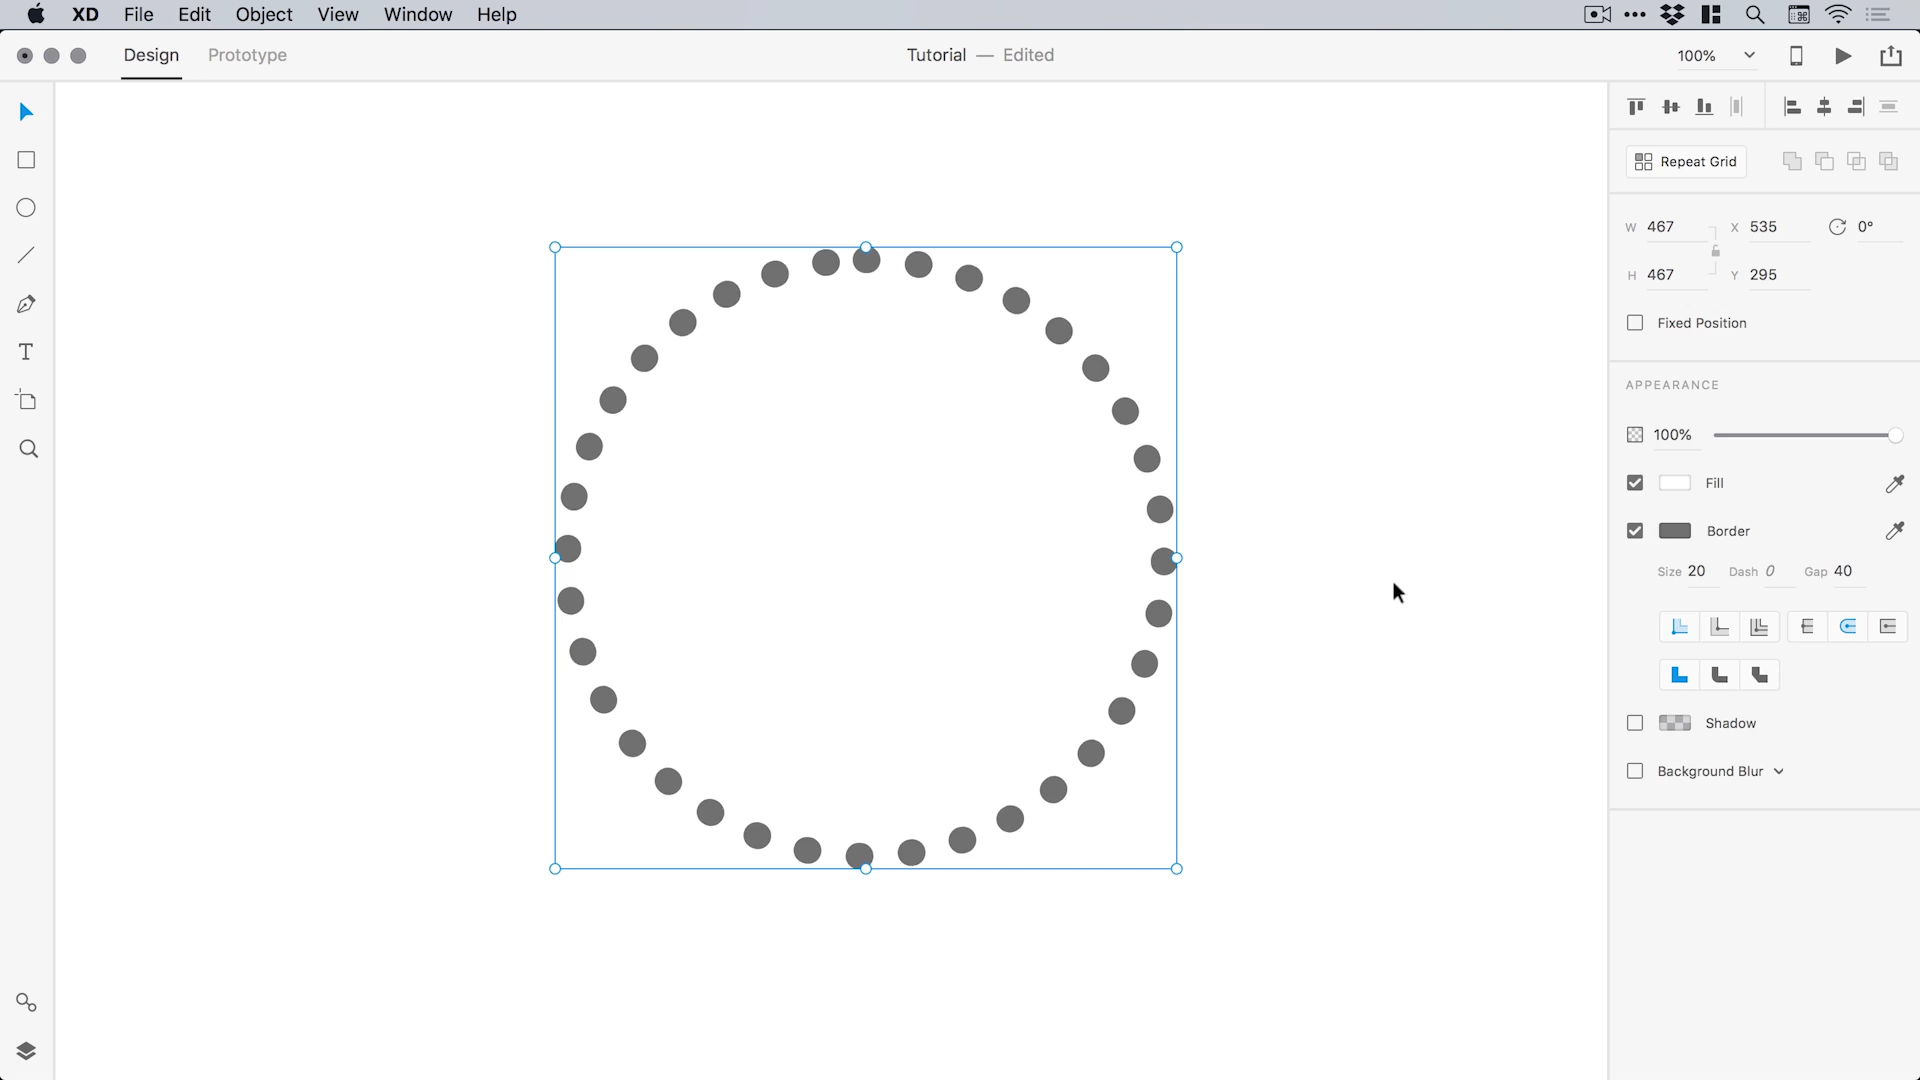 XD File Edit Object View Window Help
Design Prototype Tutorial — Edited 100%
Repeat Grid
W 467 X 535 0°
H 467 Y 295
Fixed Position
APPEARANCE
100%
Fill
Border
Size 20 Dash 0 Gap 40
Shadow
Background Blur
T